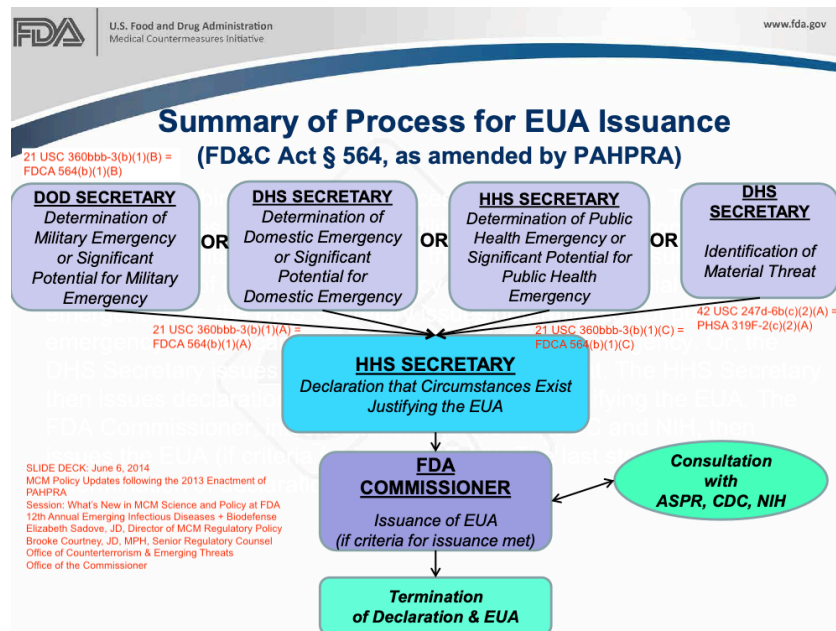 FDA
U.S. Food and Drug Administration
Medical Countermeasures Initiative
www.fda.gov
Summary of Process for EUA Issuance
(FD&C Act § 564, as amended by PAHPRA)
21 USC 360bbb-3(b)(1)(B) =
FDCA 564(b)(1)(B)
DOD SECRETARY
Determination of
Military Emergency
or Significant
Potential for Military
Emergency
OR
DHS SECRETARY
Determination of
Domestic Emergency
or Significant
Potential for
Domestic Emergency
OR
HHS SECRETARY
Determination of Public
Health Emergency or
Significant Potential for
Public Health
Emergency
OR
DHS
SECRETARY
Identification of
Material Threat
21 USC 360bbb-3(b)(1)(A) =
FDCA 564(b)(1)(A)
21 USC 360bbb-3(b)(1)(C) =
FDCA 564(b)(1)(C)
42 USC 247d-6b(c)(2)(A) =
PHSA 319F-2(c)(2)(A)
HHS SECRETARY
Declaration that Circumstances Exist
Justifying the EUA
FDA
COMMISSIONER
Issuance of EUA
(if criteria for issuance met)
Consultation
with
ASPR, CDC, NIH
SLIDE DECK: June 6, 2014
MCM Policy Updates following the 2013 Enactment of
PAHPRA
Session: What's New in MCM Science and Policy at FDA
12th Annual Emerging Infectious Diseases + Biodefense
Elizabeth Sadove, JD, Director of MCM Regulatory Policy
Brooke Courtney, JD, MPH, Senior Regulatory Counsel
Office of Counterterrorism & Emerging Threats
Office of the Commissioner
Termination
of Declaration & EUA